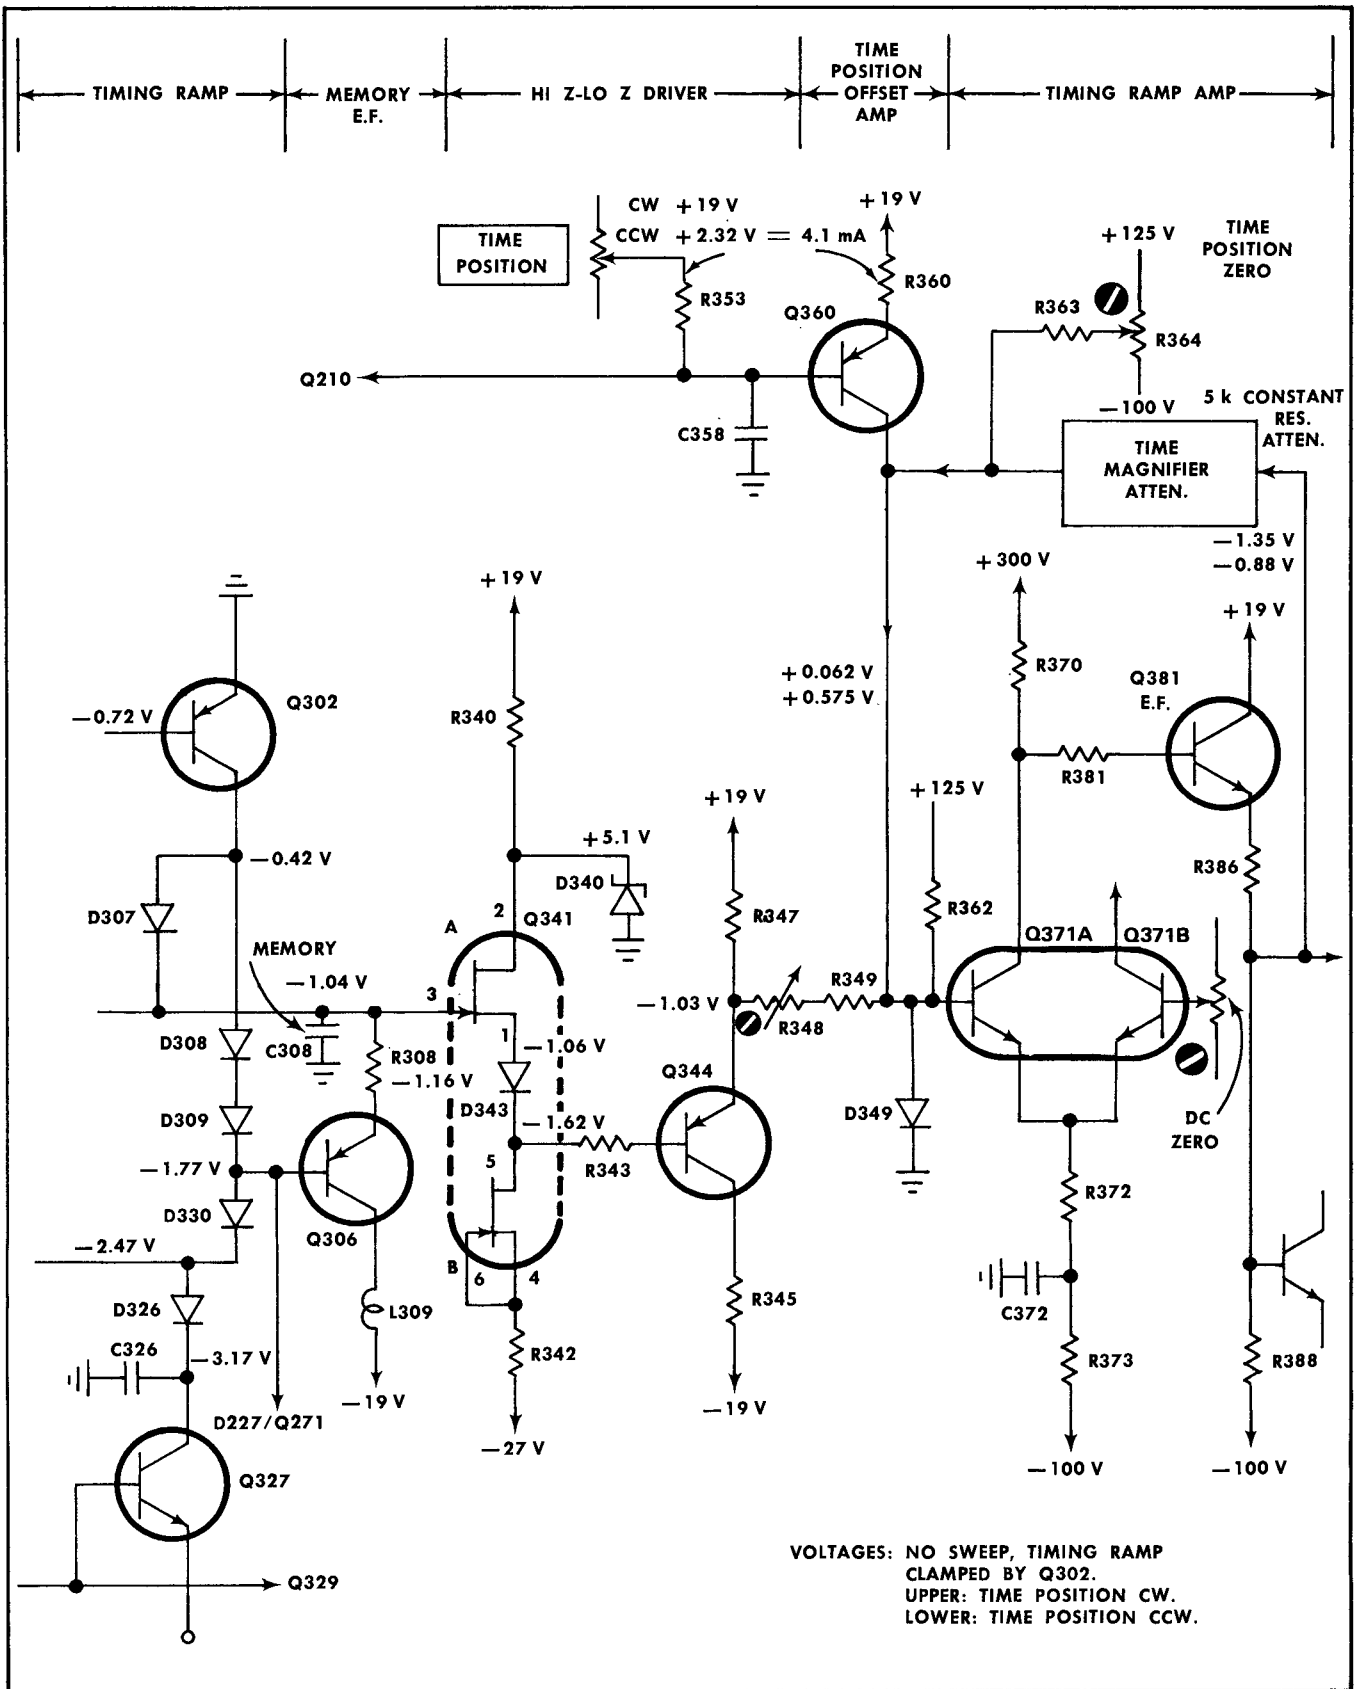 TIMING RAMP
MEMORY
E.F.
HI Z-LO Z DRIVER
TIME
POSITION
OFFSET
AMP
TIMING RAMP AMP
TIME
POSITION
CW +19 V
CCW +2.32 V = 4.1 mA
R353
+19 V
R360
Q360
+125 V
TIME
POSITION
ZERO
R363
R364
−100 V
Q210
C358
5 k CONSTANT
RES.
ATTEN.
TIME
MAGNIFIER
ATTEN.
−1.35 V
−0.88 V
+300 V
+19 V
+19 V
R370
Q381
E.F.
+0.062 V
+0.575 V
−0.72 V
Q302
R340
R381
+19 V
+125 V
−0.42 V
+5.1 V
D340
R386
D307
2
Q341
A
R347
R362
Q371A
Q371B
MEMORY
−1.04 V
3
−1.03 V
R349
R348
D308
C308
R308
−1.16 V
1
−1.06 V
D343
Q344
D309
−1.62 V
D349
DC
ZERO
−1.77 V
5
R343
R372
D330
Q306
−2.47 V
B
6
4
D326
L309
R345
C372
C326
−3.17 V
R342
R373
R388
−19 V
−19 V
D227/Q271
−27 V
−100 V
−100 V
Q327
Q329
VOLTAGES: NO SWEEP, TIMING RAMP
CLAMPED BY Q302.
UPPER: TIME POSITION CW.
LOWER: TIME POSITION CCW.